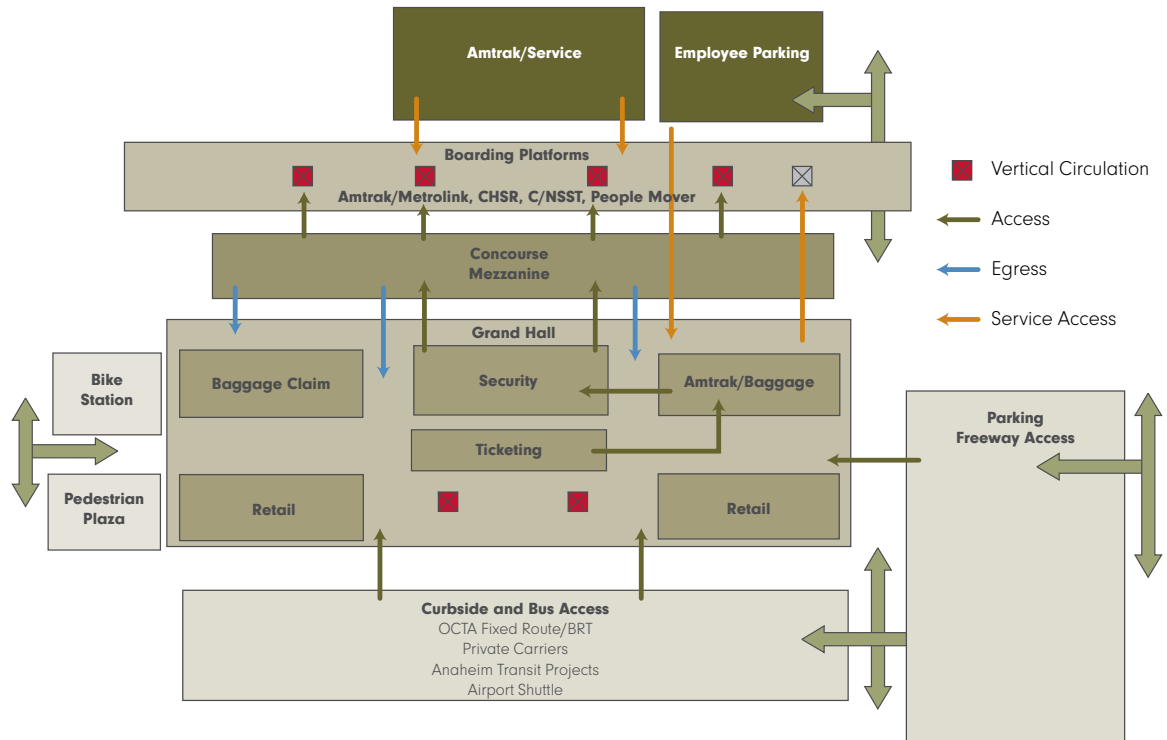 Amtrak/Service
Employee Parking
Boarding Platforms
Amtrak/Metrolink, CHSR, C/NSST, People Mover
Vertical Circulation
Access
Egress
Service Access
Concourse
Mezzanine
Grand Hall
Baggage Claim
Security
Amtrak/Baggage
Ticketing
Retail
Retail
Bike
Station
Pedestrian
Plaza
Parking
Freeway Access
Curbside and Bus Access
OCTA Fixed Route/BRT
Private Carriers
Anaheim Transit Projects
Airport Shuttle